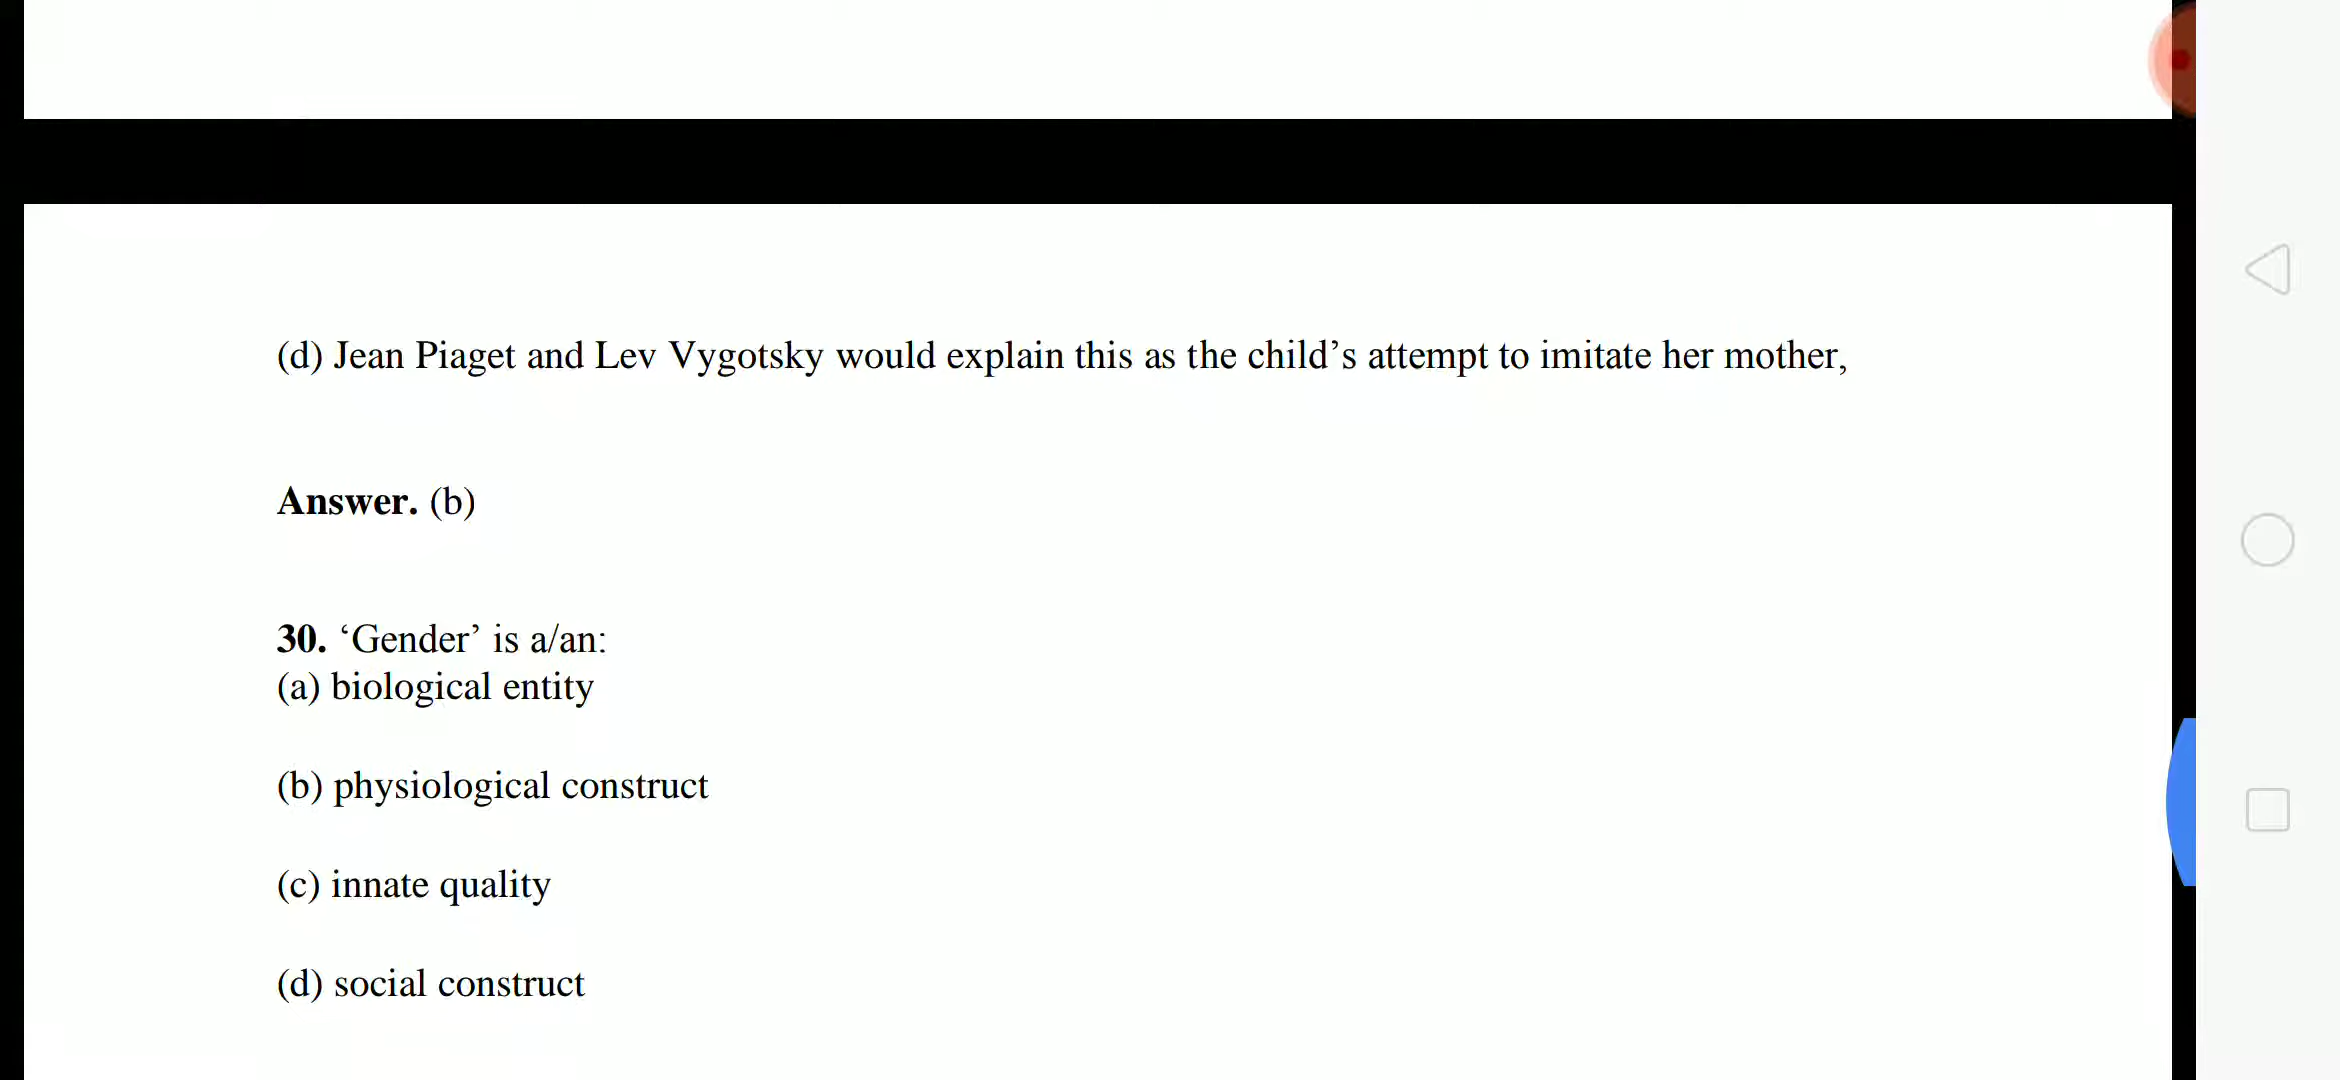 (d) Jean Piaget and Lev Vygotsky would explain this as the child’s attempt to imitate her mother,
Answer. (b)
30. ‘Gender’ is a/an:
(a) biological entity
(b) physiological construct
(c) innate quality
(d) social construct